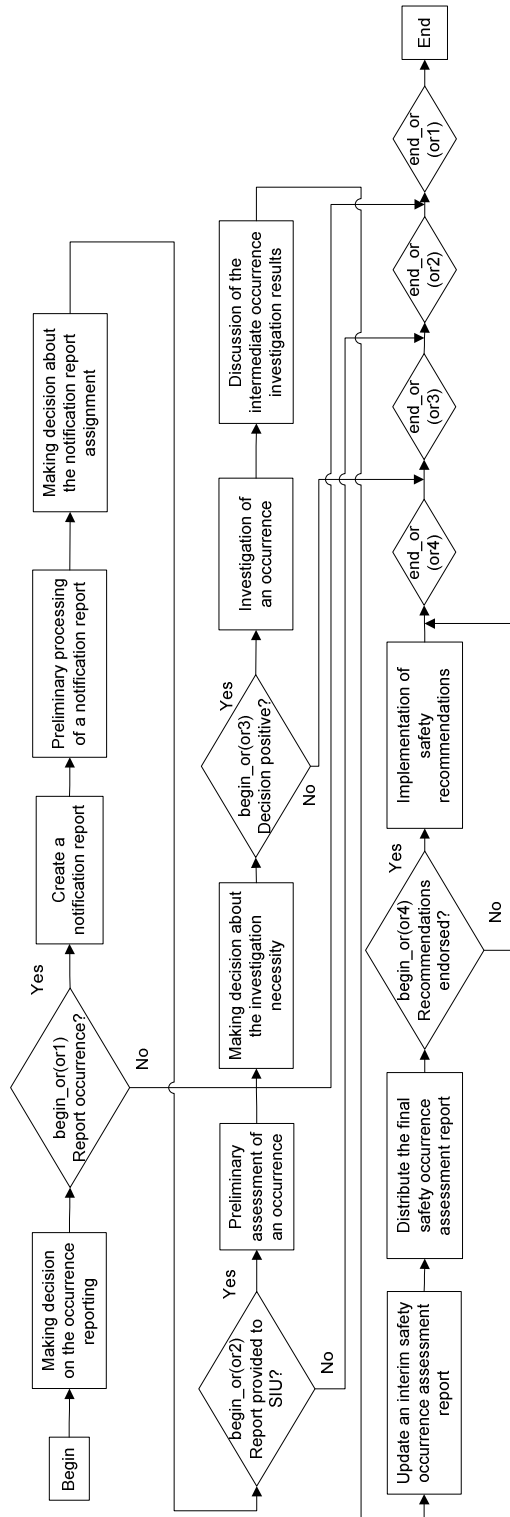 Begin
Making decision
on the occurrence
reporting
begin_or(or1)
Report occurrence?
Yes
No
Create a
notification report
Preliminary processing
of a notification report
Making decision about
the notification report
assignment
begin_or(or2)
Report provided to
SIU?
Yes
No
Preliminary
assessment of
an occurrence
Making decision about
the investigation
necessity
begin_or(or3)
Decision positive?
Yes
No
Investigation of
an occurrence
Discussion of the
intermediate occurrence
investigation results
Update an interim safety
occurrence assessment
report
Distribute the final
safety occurrence
assessment report
begin_or(or4)
Recommendations
endorsed?
Yes
No
Implementation of
safety
recommendations
end_or
(or4)
end_or
(or3)
end_or
(or2)
end_or
(or1)
End